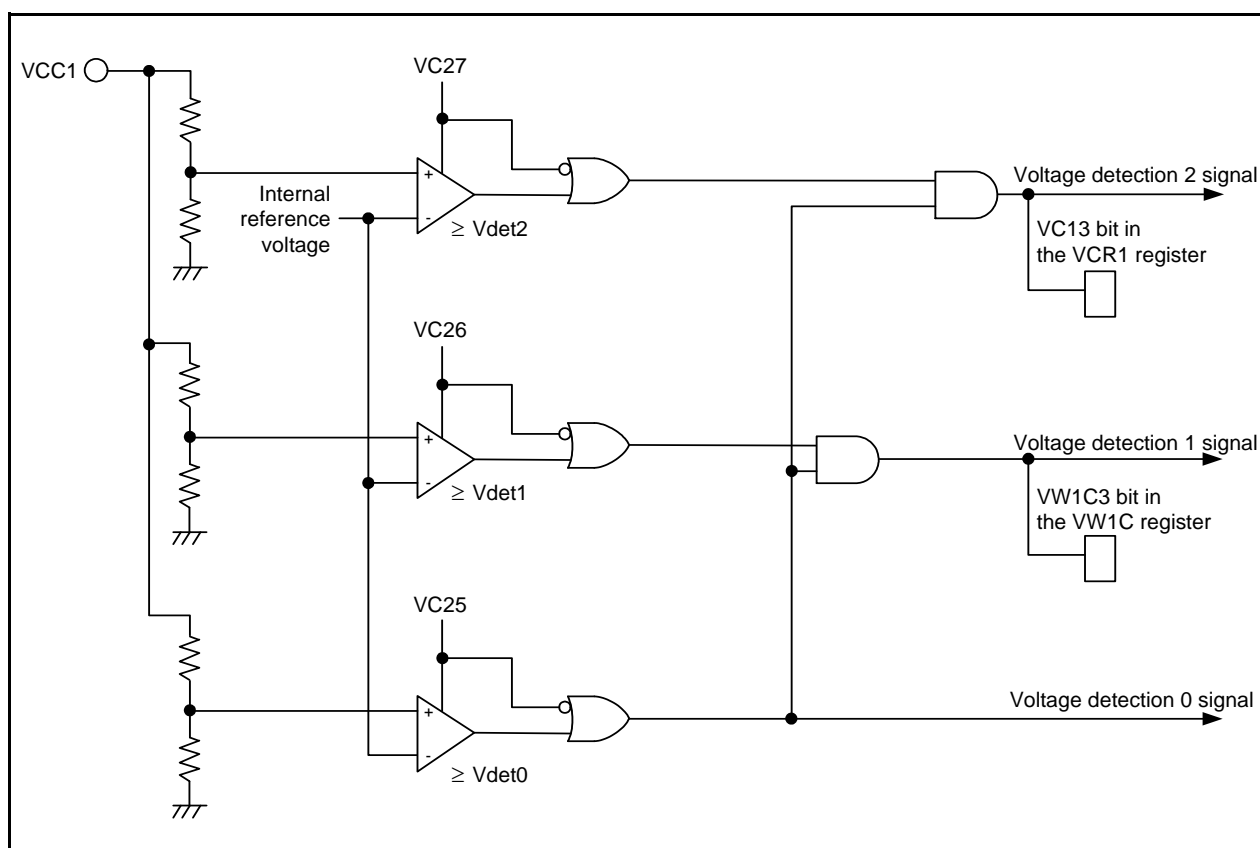 VCC1
VC27
+
-
Internal
reference
voltage
≥ Vdet2
Voltage detection 2 signal
VC13 bit in
the VCR1 register
VC26
+
-
≥ Vdet1
Voltage detection 1 signal
VW1C3 bit in
the VW1C register
VC25
+
-
≥ Vdet0
Voltage detection 0 signal